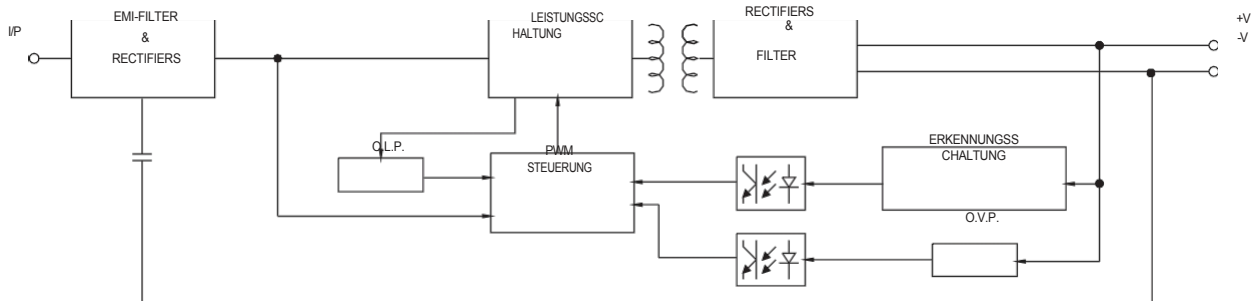 I/P
EMI-FILTER
&
RECTIFIERS
LEISTUNGSSC
HALTUNG
RECTIFIERS
&
FILTER
+V
-V
O.L.P.
PWM
STEUERUNG
ERKENNUNGSS
CHALTUNG
O.V.P.